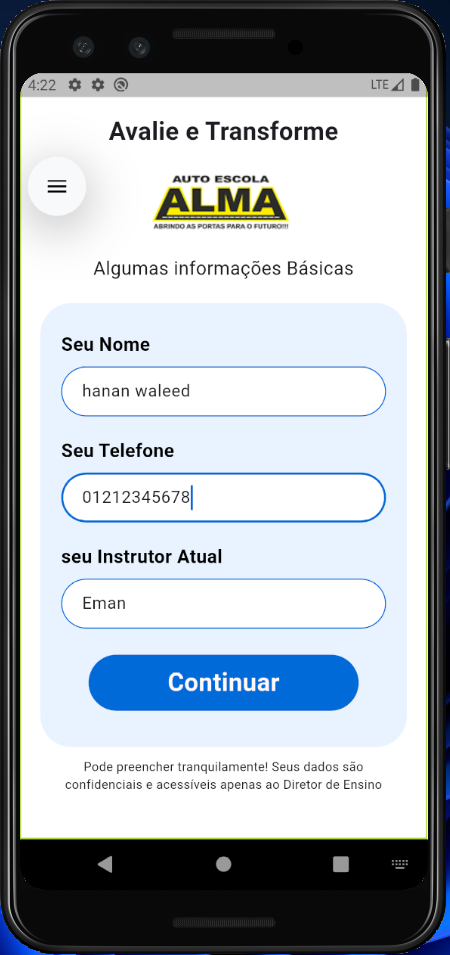 4:22
LTE
Avalie e Transforme
AUTO ESCOLA
ALMA
ABRINDO AS PORTAS PARA O FUTURO!!!
Algumas informações Básicas
Seu Nome
hanan waleed
Seu Telefone
01212345678
seu Instrutor Atual
Eman
Continuar
Pode preencher tranquilamente! Seus dados são
confidenciais e acessíveis apenas ao Diretor de Ensino